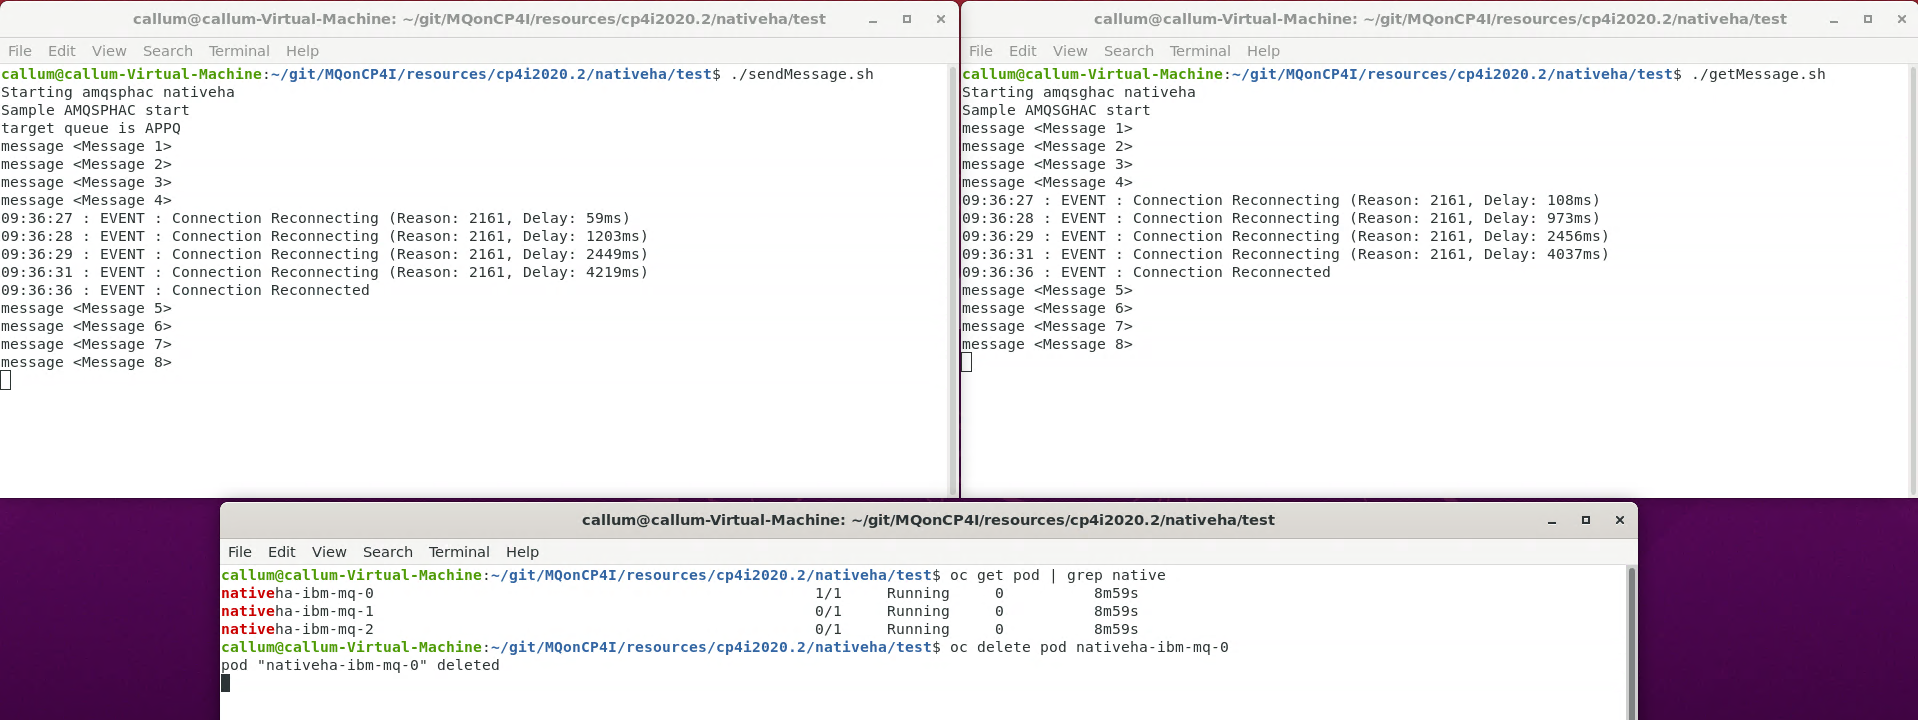 callum@callum-Virtual-Machine: ~/git/MQonCP4I/resources/cp4i2020.2/nativeha/test
File Edit View Search Terminal Help
callum@callum-Virtual-Machine:~/git/MQonCP4I/resources/cp4i2020.2/nativeha/test$ ./sendMessage.sh
Starting amqsphac nativeha
Sample AMQSPHAC start
target queue is APPQ
message <Message 1>
message <Message 2>
message <Message 3>
message <Message 4>
09:36:27 : EVENT : Connection Reconnecting (Reason: 2161, Delay: 59ms)
09:36:28 : EVENT : Connection Reconnecting (Reason: 2161, Delay: 1203ms)
09:36:29 : EVENT : Connection Reconnecting (Reason: 2161, Delay: 2449ms)
09:36:31 : EVENT : Connection Reconnecting (Reason: 2161, Delay: 4219ms)
09:36:36 : EVENT : Connection Reconnected
message <Message 5>
message <Message 6>
message <Message 7>
message <Message 8>
callum@callum-Virtual-Machine: ~/git/MQonCP4I/resources/cp4i2020.2/nativeha/test
File Edit View Search Terminal Help
callum@callum-Virtual-Machine:~/git/MQonCP4I/resources/cp4i2020.2/nativeha/test$ ./getMessage.sh
Starting amqsghac nativeha
Sample AMQSGHAC start
message <Message 1>
message <Message 2>
message <Message 3>
message <Message 4>
09:36:27 : EVENT : Connection Reconnecting (Reason: 2161, Delay: 108ms)
09:36:28 : EVENT : Connection Reconnecting (Reason: 2161, Delay: 973ms)
09:36:29 : EVENT : Connection Reconnecting (Reason: 2161, Delay: 2456ms)
09:36:31 : EVENT : Connection Reconnecting (Reason: 2161, Delay: 4037ms)
09:36:36 : EVENT : Connection Reconnected
message <Message 5>
message <Message 6>
message <Message 7>
message <Message 8>
callum@callum-Virtual-Machine: ~/git/MQonCP4I/resources/cp4i2020.2/nativeha/test
File Edit View Search Terminal Help
callum@callum-Virtual-Machine:~/git/MQonCP4I/resources/cp4i2020.2/nativeha/test$ oc get pod | grep native
nativeha-ibm-mq-0 1/1 Running 0 8m59s
nativeha-ibm-mq-1 0/1 Running 0 8m59s
nativeha-ibm-mq-2 0/1 Running 0 8m59s
callum@callum-Virtual-Machine:~/git/MQonCP4I/resources/cp4i2020.2/nativeha/test$ oc delete pod nativeha-ibm-mq-0
pod "nativeha-ibm-mq-0" deleted